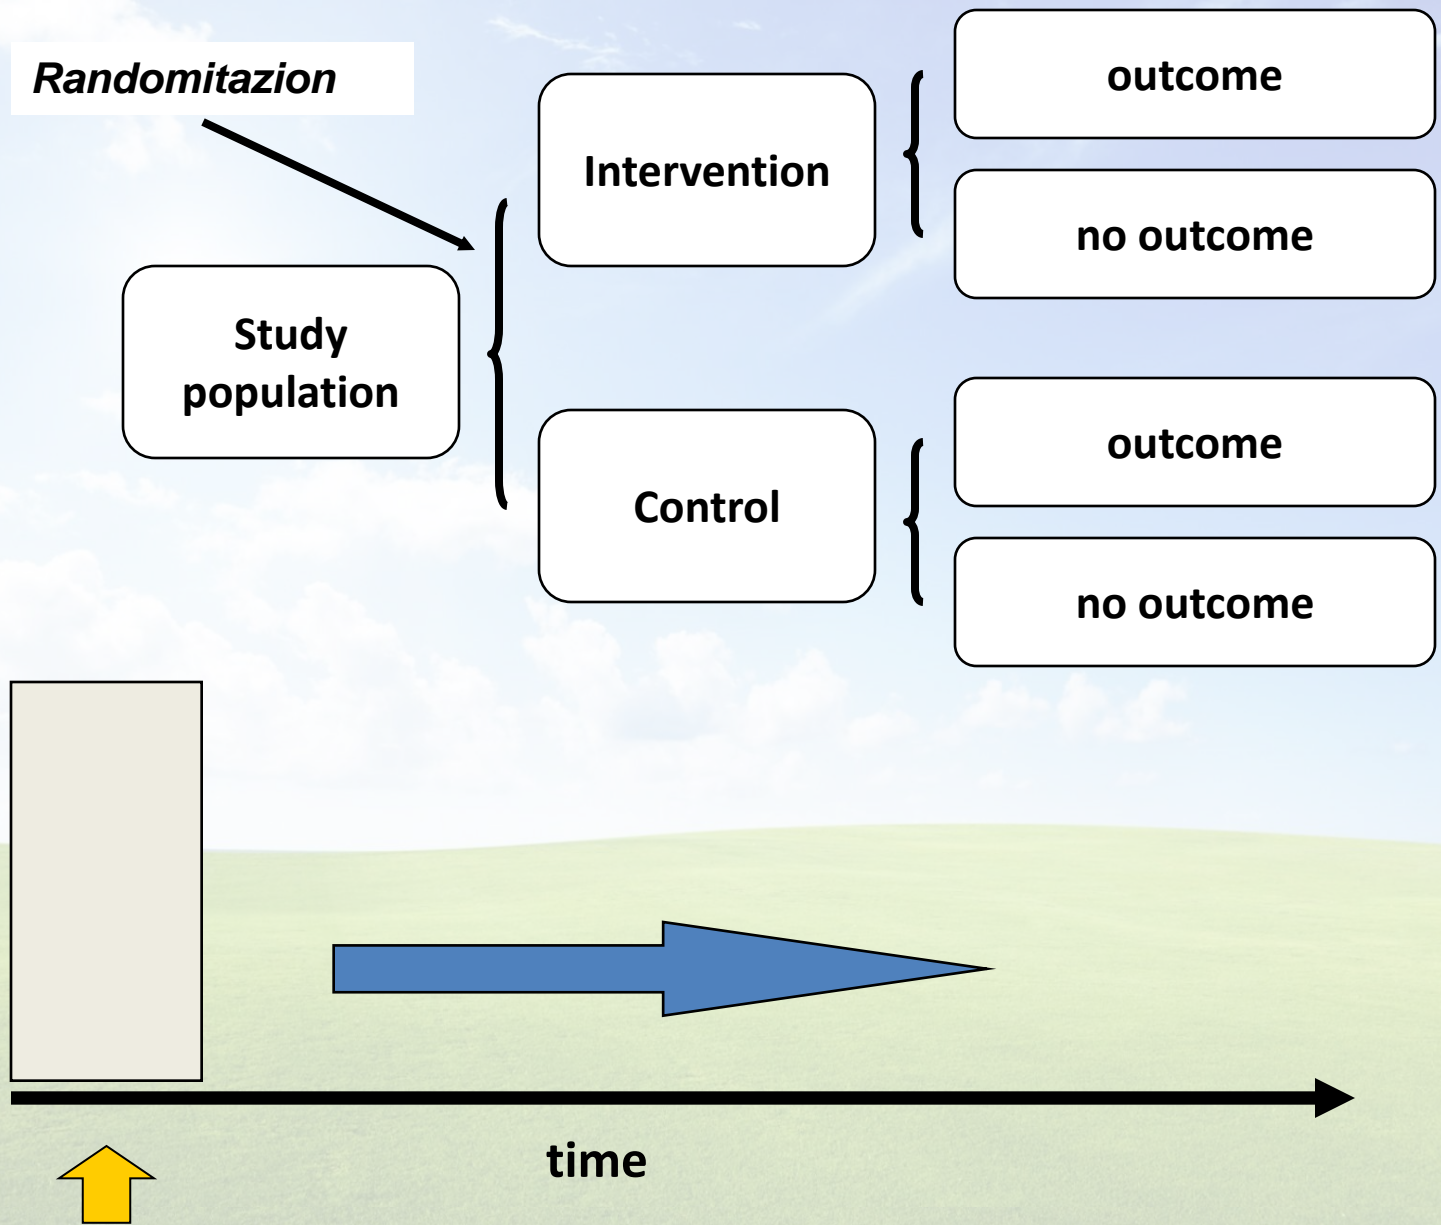 Randomitazion
Study
population
Intervention
outcome
no outcome
Control
outcome
no outcome
time